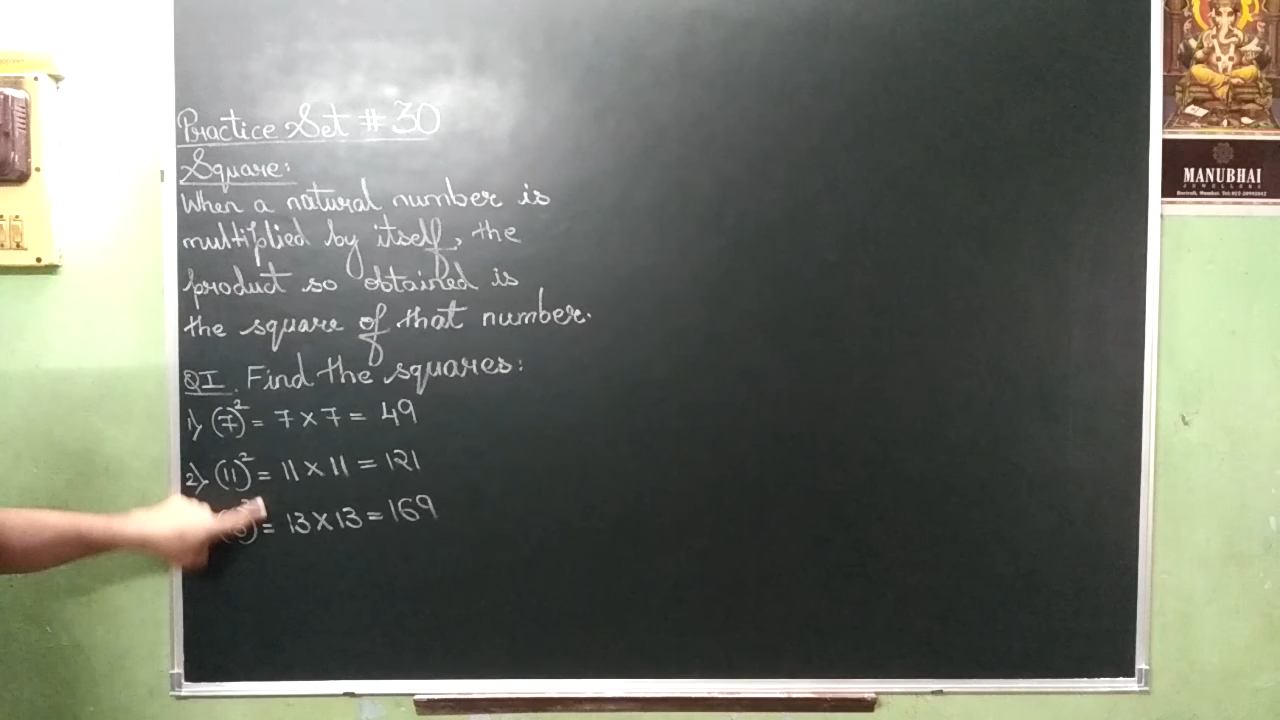 Practice Set # 30
Square:
When a natural number is
multiplied by itself, the
product so obtained is
the square of that number.
QI. Find the squares:
1) (7)² = 7 × 7 = 49
2) (11)² = 11 × 11 = 121
= 13 × 13 = 169
MANUBHAI
JEWELLERS